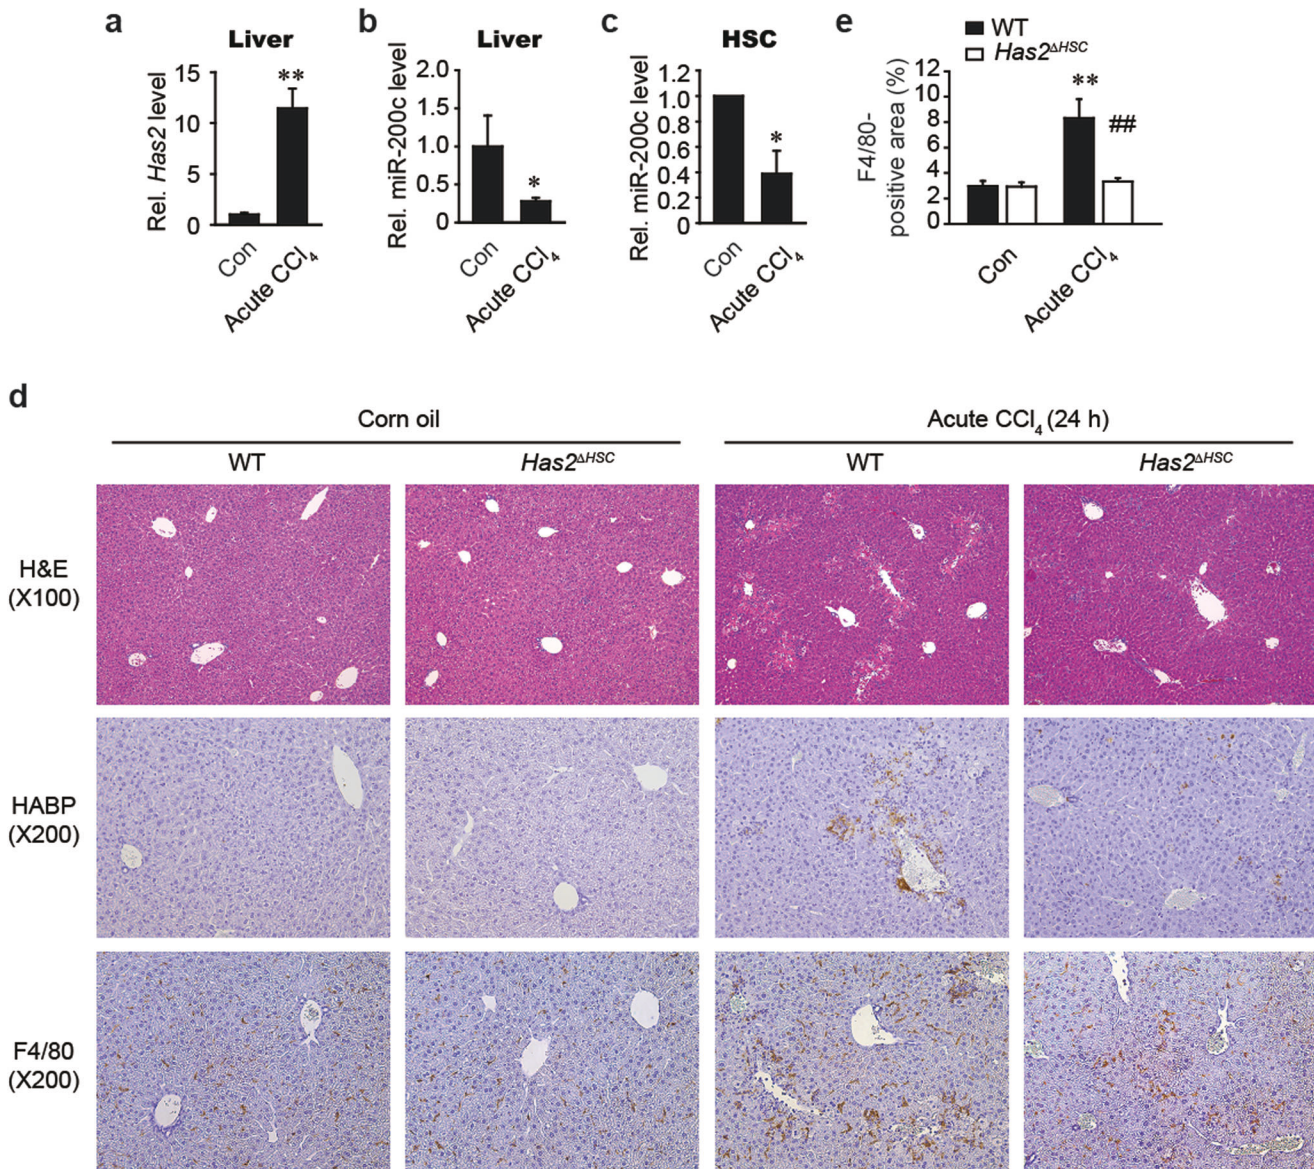 a
Liver
Rel. Has2 level
15
10
5
0
Con
Acute CCl4
b
Liver
Rel. miR-200c level
2.0
1.5
1.0
0.5
0
*
Con
Acute CCl4
**
c
HSC
Rel. miR-200c level
1.2
1.0
0.8
0.6
0.4
0.2
0
*
Con
Acute CCl4
e
WT
Has2ΔHSC
F4/80-
positive area (%)
12
10
8
6
4
2
0
**
##
Con
Acute CCl4
d
Corn oil
Acute CCl4 (24 h)
WT
Has2ΔHSC
WT
Has2ΔHSC
H&E
(X100)
HABP
(X200)
F4/80
(X200)